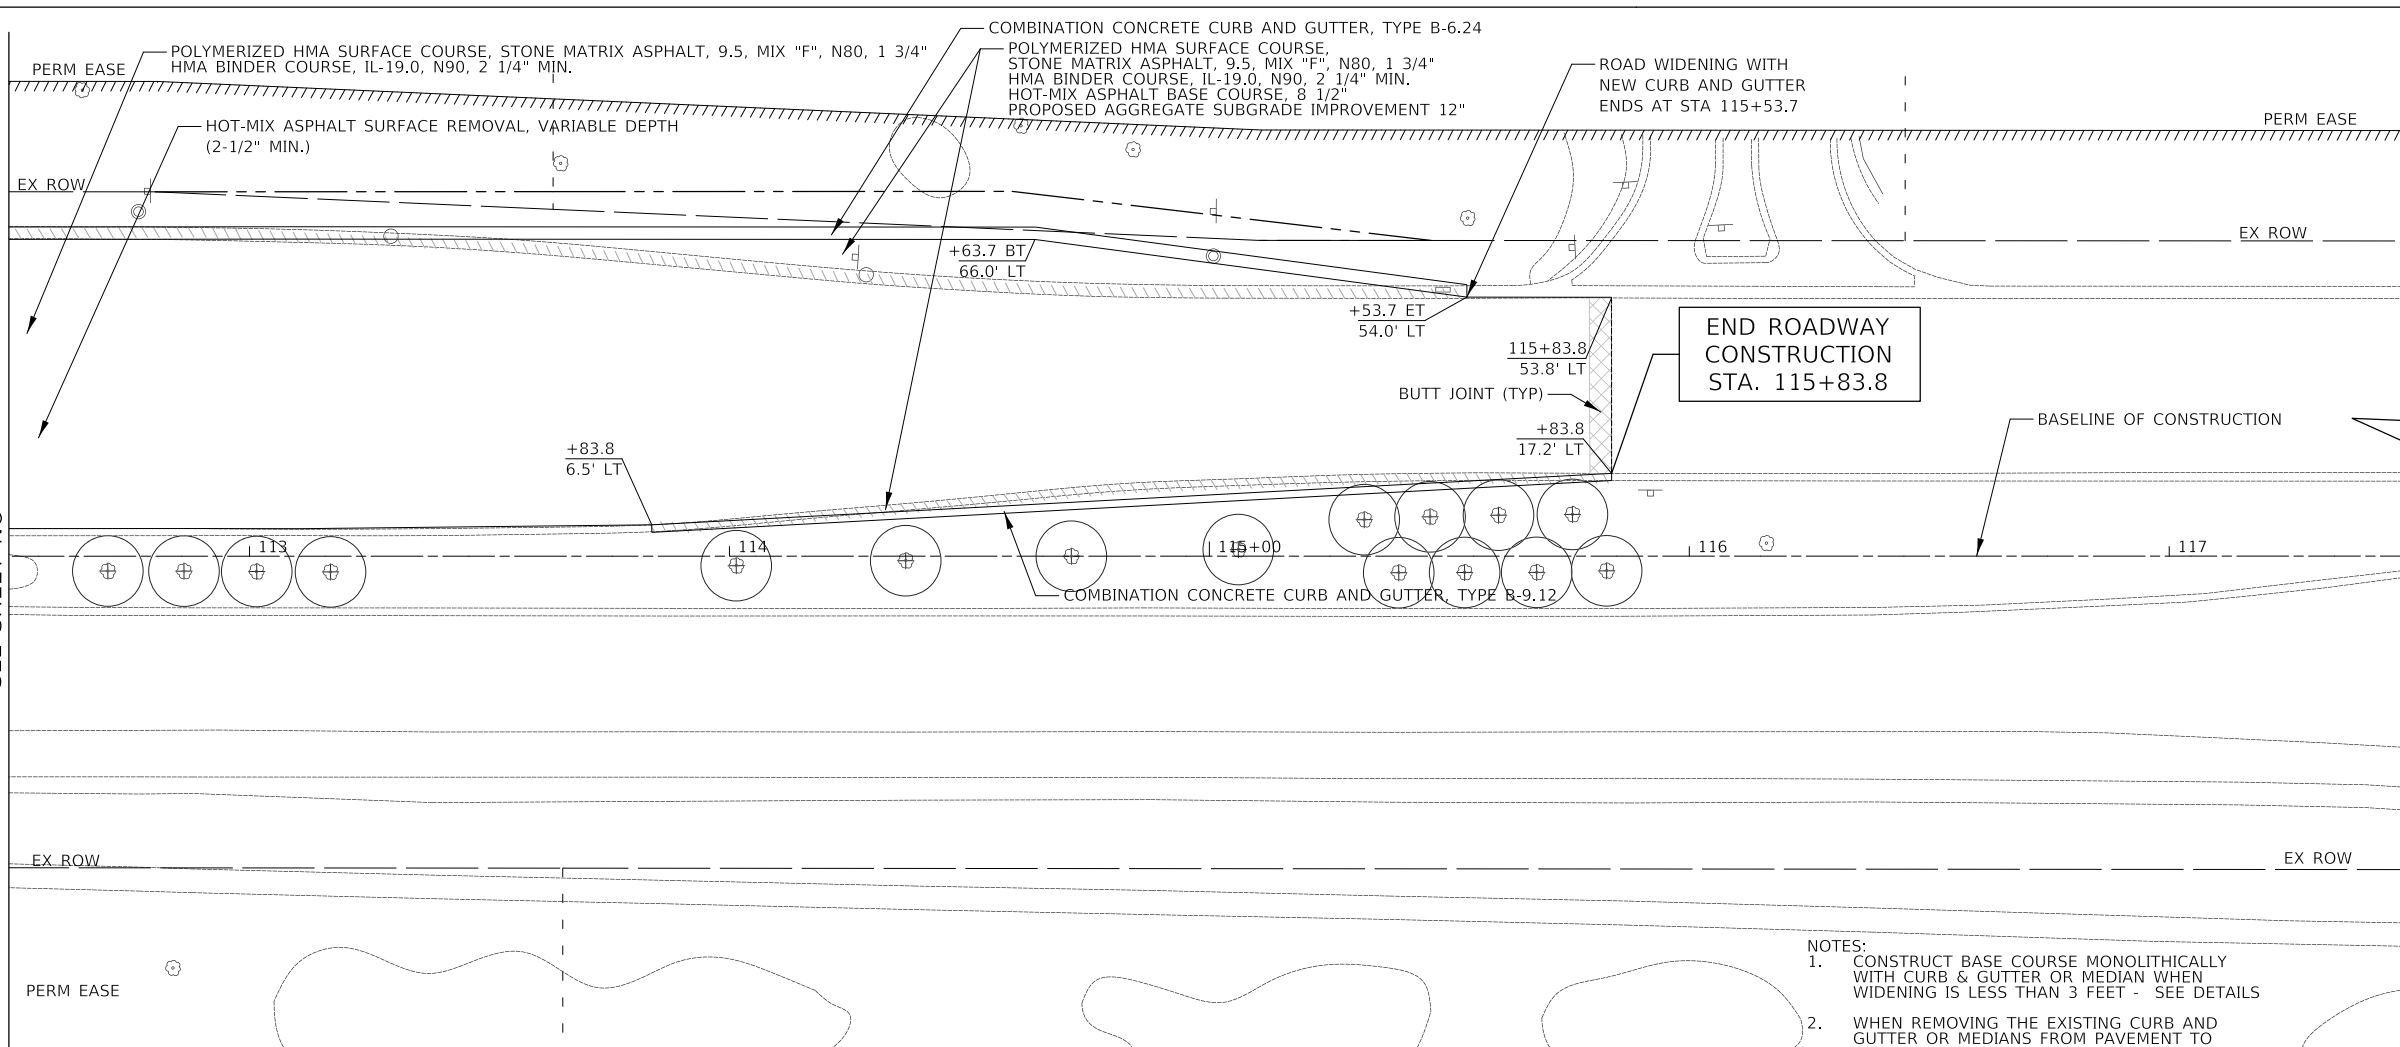 COMBINATION CONCRETE CURB AND GUTTER, TYPE B-6.24
POLYMERIZED HMA SURFACE COURSE, STONE MATRIX ASPHALT, 9.5, MIX "F", N80, 1 3/4"
HMA BINDER COURSE, IL-19.0, N90, 2 1/4" MIN.
POLYMERIZED HMA SURFACE COURSE,
STONE MATRIX ASPHALT, 9.5, MIX "F", N80, 1 3/4"
HMA BINDER COURSE, IL-19.0, N90, 2 1/4" MIN.
HOT-MIX ASPHALT BASE COURSE, 8 1/2"
PROPOSED AGGREGATE SUBGRADE IMPROVEMENT 12"
ROAD WIDENING WITH
NEW CURB AND GUTTER
ENDS AT STA 115+53.7
PERM EASE
PERM EASE
HOT-MIX ASPHALT SURFACE REMOVAL, VARIABLE DEPTH
(2-1/2" MIN.)
EX ROW
EX ROW
+63.7 BT
66.0' LT
+53.7 ET
54.0' LT
115+83.8
53.8' LT
END ROADWAY
CONSTRUCTION
STA. 115+83.8
BUTT JOINT (TYP)
+83.8
17.2' LT
BASELINE OF CONSTRUCTION
+83.8
6.5' LT
113
114
115+00
116
117
COMBINATION CONCRETE CURB AND GUTTER, TYPE B-9.12
EX ROW
EX ROW
PERM EASE
NOTES:
1. CONSTRUCT BASE COURSE MONOLITHICALLY
WITH CURB & GUTTER OR MEDIAN WHEN
WIDENING IS LESS THAN 3 FEET - SEE DETAILS
2. WHEN REMOVING THE EXISTING CURB AND
GUTTER OR MEDIANS FROM PAVEMENT TO